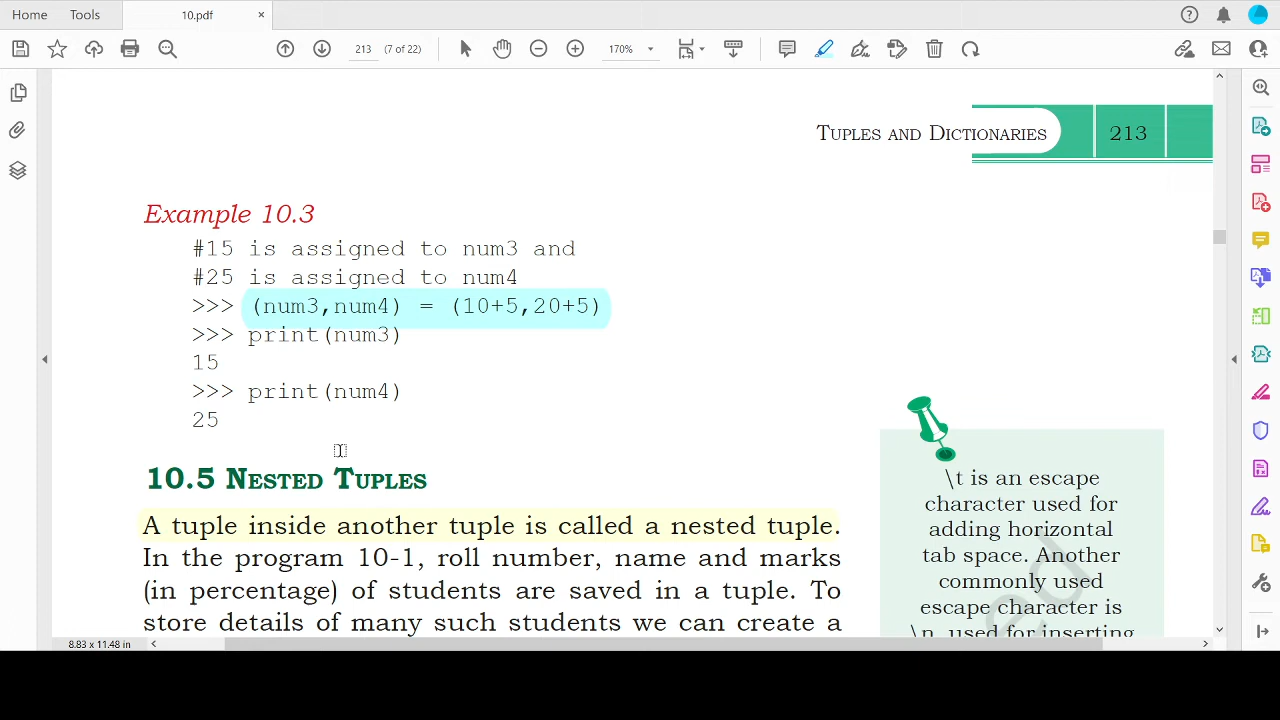 Home Tools 10.pdf ×
213 (7 of 22) 170%
TUPLES AND DICTIONARIES 213
Example 10.3
#15 is assigned to num3 and
#25 is assigned to num4
>>> (num3,num4) = (10+5,20+5)
>>> print(num3)
15
>>> print(num4)
25
10.5 NESTED TUPLES
A tuple inside another tuple is called a nested tuple.
In the program 10-1, roll number, name and marks
(in percentage) of students are saved in a tuple. To
store details of many such students we can create a
\t is an escape
character used for
adding horizontal
tab space. Another
commonly used
escape character is
\n, used for inserting
8.83 x 11.48 in